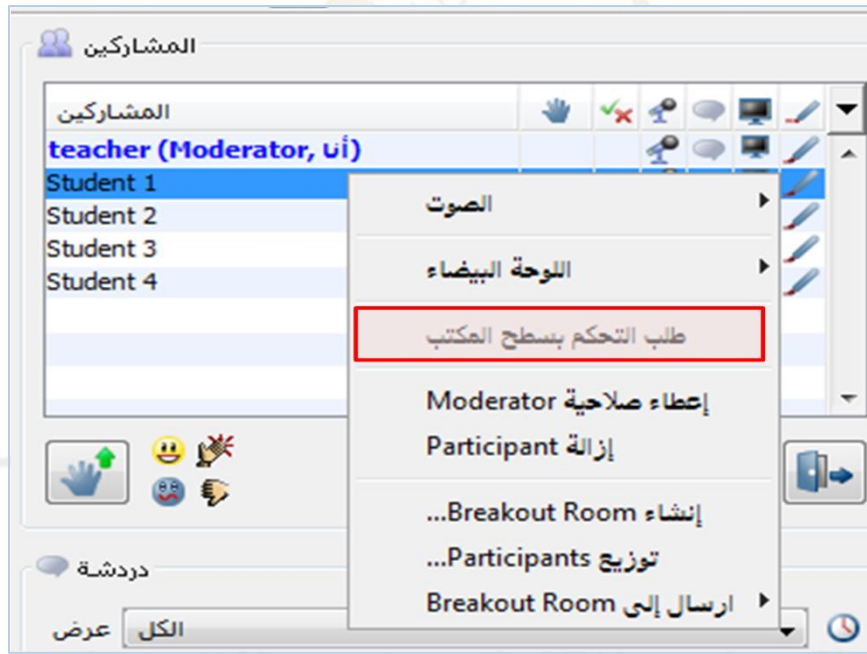 المشاركين
المشاركين
teacher (Moderator, أنا)
Student 1
Student 2
Student 3
Student 4
الصوت
اللوحة البيضاء
طلب التحكم بسطح المكتب
إعطاء صلاحية Moderator
إزالة Participant
إنشاء Breakout Room...
توزيع Participants...
ارسال إلى Breakout Room
دردشة
عرض الكل